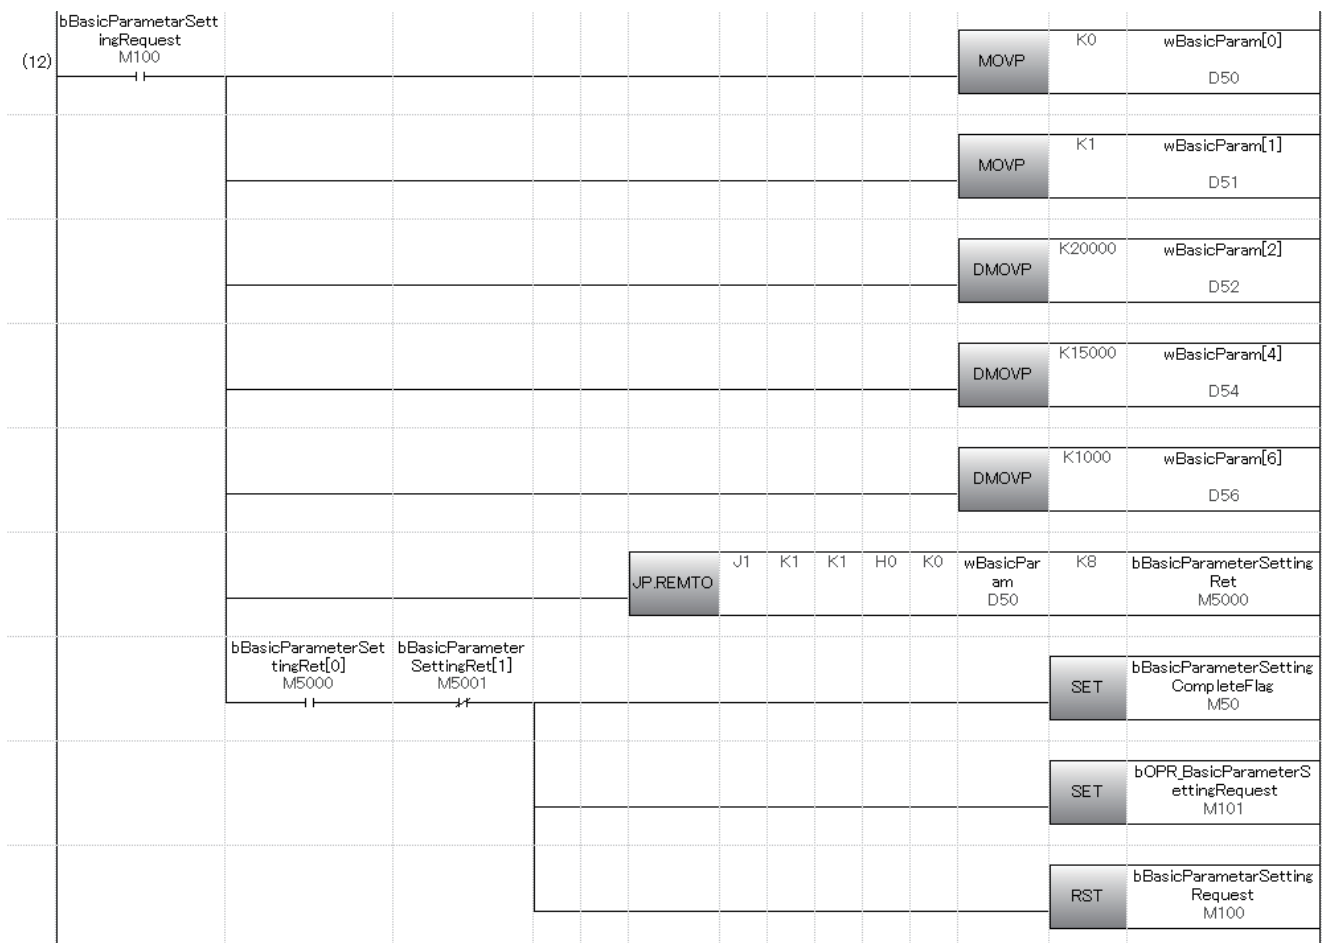 bBasicParametarSett
ingRequest
M100
(12)
MOVP
K0
wBasicParam[0]
D50
MOVP
K1
wBasicParam[1]
D51
DMOVP
K20000
wBasicParam[2]
D52
DMOVP
K15000
wBasicParam[4]
D54
DMOVP
K1000
wBasicParam[6]
D56
JP.REMTO
J1
K1
K1
H0
K0
wBasicPar
am
D50
K8
bBasicParameterSetting
Ret
M5000
bBasicParameterSet
tingRet[0]
M5000
bBasicParameter
SettingRet[1]
M5001
SET
bBasicParameterSetting
CompleteFlag
M50
SET
bOPR_BasicParameterS
ettingRequest
M101
RST
bBasicParametarSetting
Request
M100